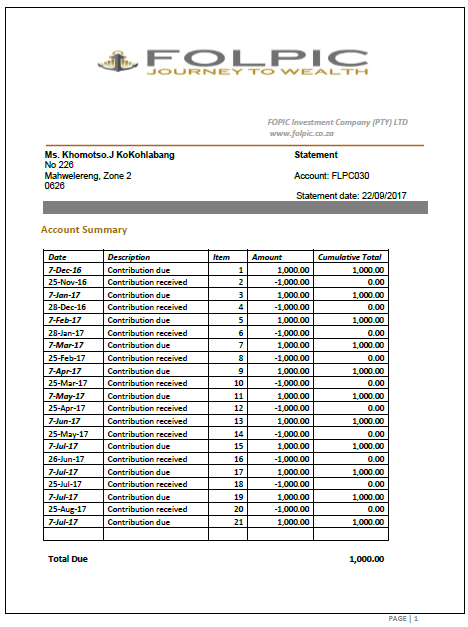 FOLPIC
JOURNEY TO WEALTH
FOPIC Investment Company (PTY) LTD
www.folpic.co.za
Ms. Khomotso.J KoKohlabang Statement
No 226
Mahwelereng, Zone 2 Account: FLPC030
0626
Statement date: 22/09/2017
Account Summary
Date Description Item Amount Cumulative Total
7-Dec-16 Contribution due 1 1,000.00 1,000.00
25-Nov-16 Contribution received 2 -1,000.00 0.00
7-Jan-17 Contribution due 3 1,000.00 1,000.00
28-Dec-16 Contribution received 4 -1,000.00 0.00
7-Feb-17 Contribution due 5 1,000.00 1,000.00
28-Jan-17 Contribution received 6 -1,000.00 0.00
7-Mar-17 Contribution due 7 1,000.00 1,000.00
25-Feb-17 Contribution received 8 -1,000.00 0.00
7-Apr-17 Contribution due 9 1,000.00 1,000.00
25-Mar-17 Contribution received 10 -1,000.00 0.00
7-May-17 Contribution due 11 1,000.00 1,000.00
25-Apr-17 Contribution received 12 -1,000.00 0.00
7-Jun-17 Contribution received 13 1,000.00 1,000.00
25-May-17 Contribution received 14 -1,000.00 0.00
7-Jul-17 Contribution due 15 1,000.00 1,000.00
26-Jun-17 Contribution received 16 -1,000.00 0.00
7-Jul-17 Contribution due 17 1,000.00 1,000.00
25-Jul-17 Contribution received 18 -1,000.00 0.00
7-Jul-17 Contribution due 19 1,000.00 1,000.00
25-Aug-17 Contribution received 20 -1,000.00 0.00
7-Jul-17 Contribution due 21 1,000.00 1,000.00
Total Due 1,000.00
PAGE | 1